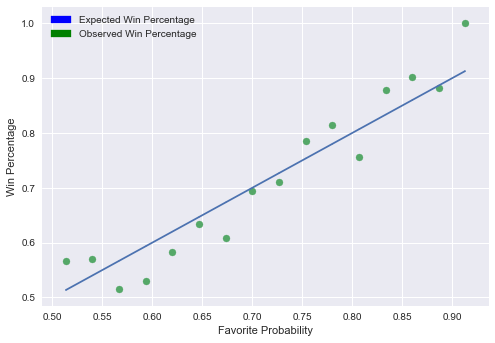 Expected Win Percentage
Observed Win Percentage
1.0
0.9
0.8
0.7
0.6
0.5
Win Percentage
0.50 0.55 0.60 0.65 0.70 0.75 0.80 0.85 0.90
Favorite Probability